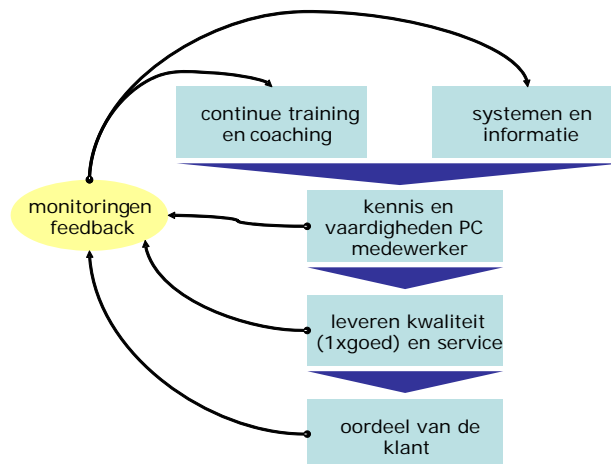 continue training
en coaching
systemen en
informatie
monitoringen
feedback
kennis en
vaardigheden PC
medewerker
leveren kwaliteit
(1xgoed) en service
oordeel van de
klant